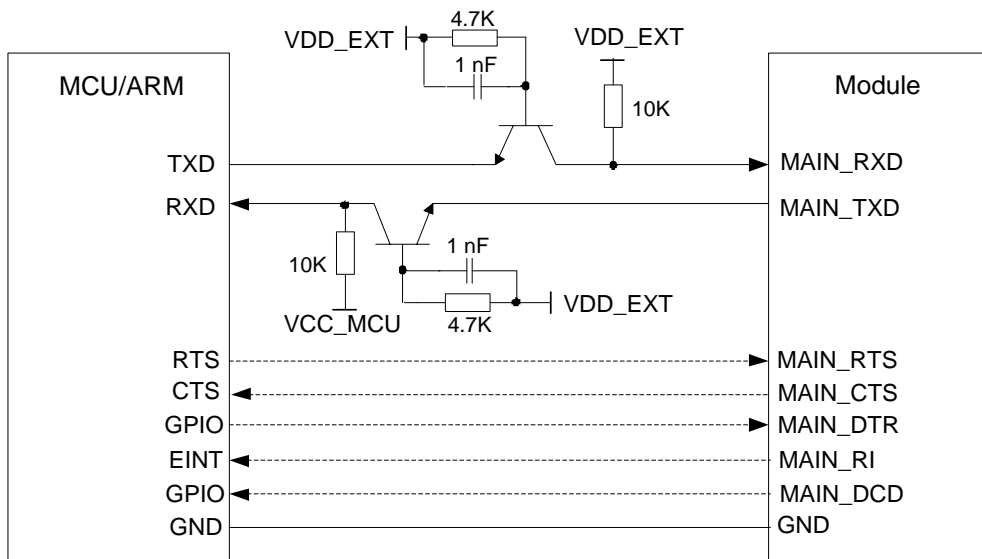 4.7K
VDD_EXT
VDD_EXT
1 nF
MCU/ARM
Module
10K
TXD
MAIN_RXD
RXD
MAIN_TXD
1 nF
10K
VDD_EXT
VCC_MCU
4.7K
RTS
MAIN_RTS
CTS
MAIN_CTS
GPIO
MAIN_DTR
EINT
MAIN_RI
GPIO
MAIN_DCD
GND
GND